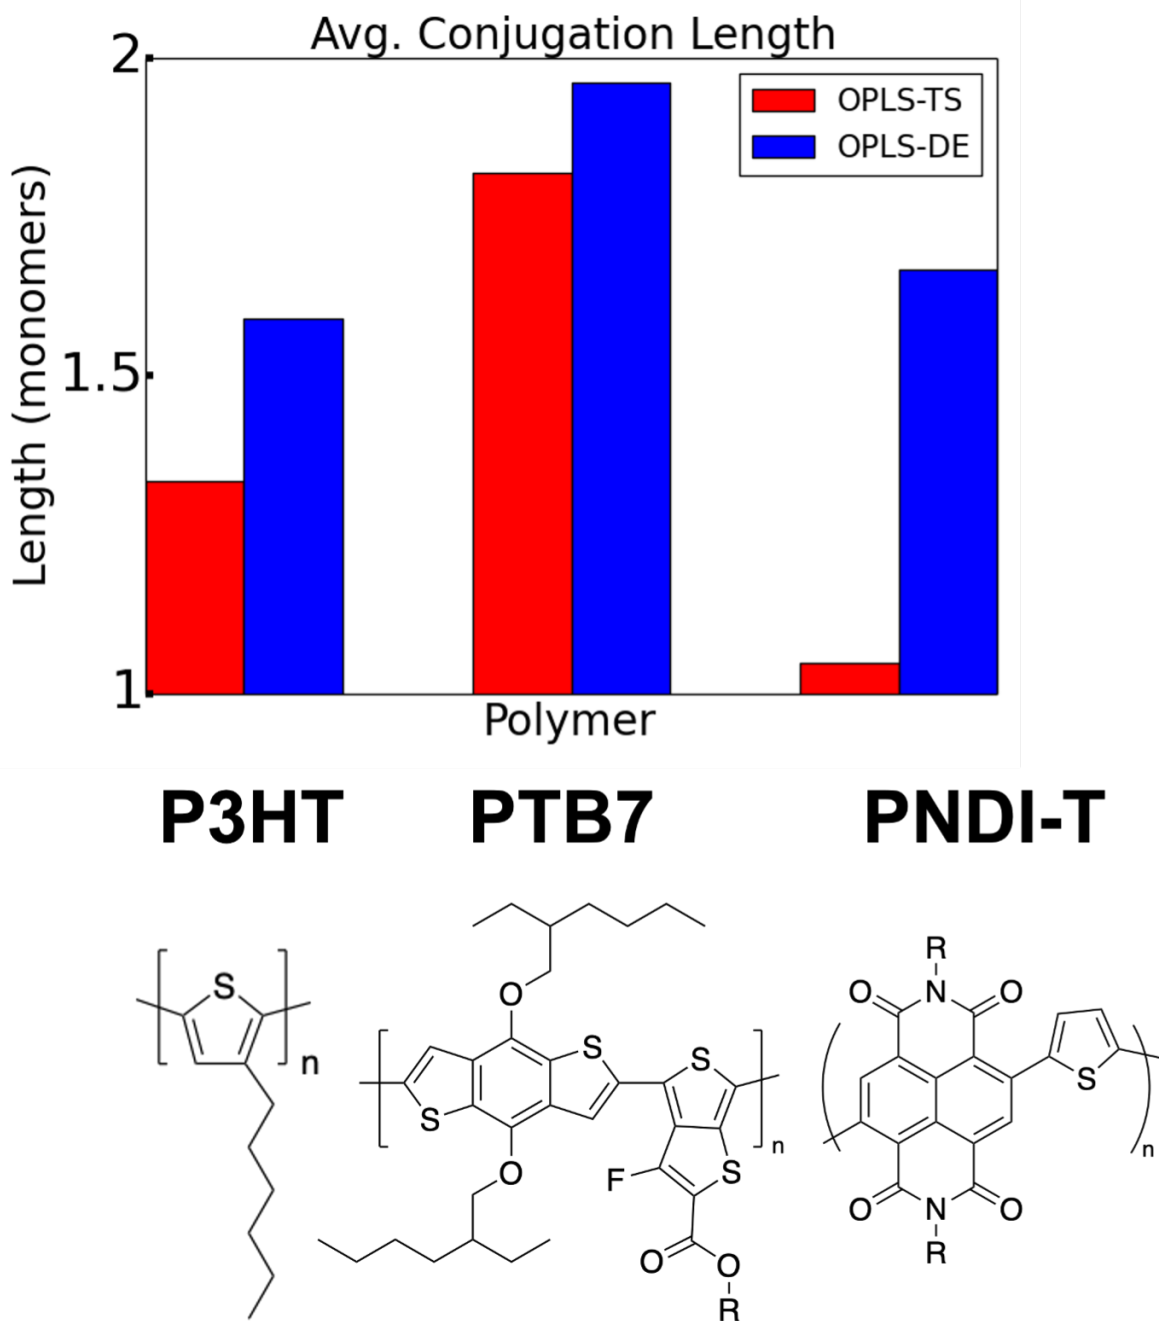 Avg. Conjugation Length
2
1.5
1
Length (monomers)
OPLS-TS
OPLS-DE
Polymer
P3HT PTB7 PNDI-T
S
n
O
S
S
O
S
F
S
O
O
R
n
R
O N O
S
O N O
R
n